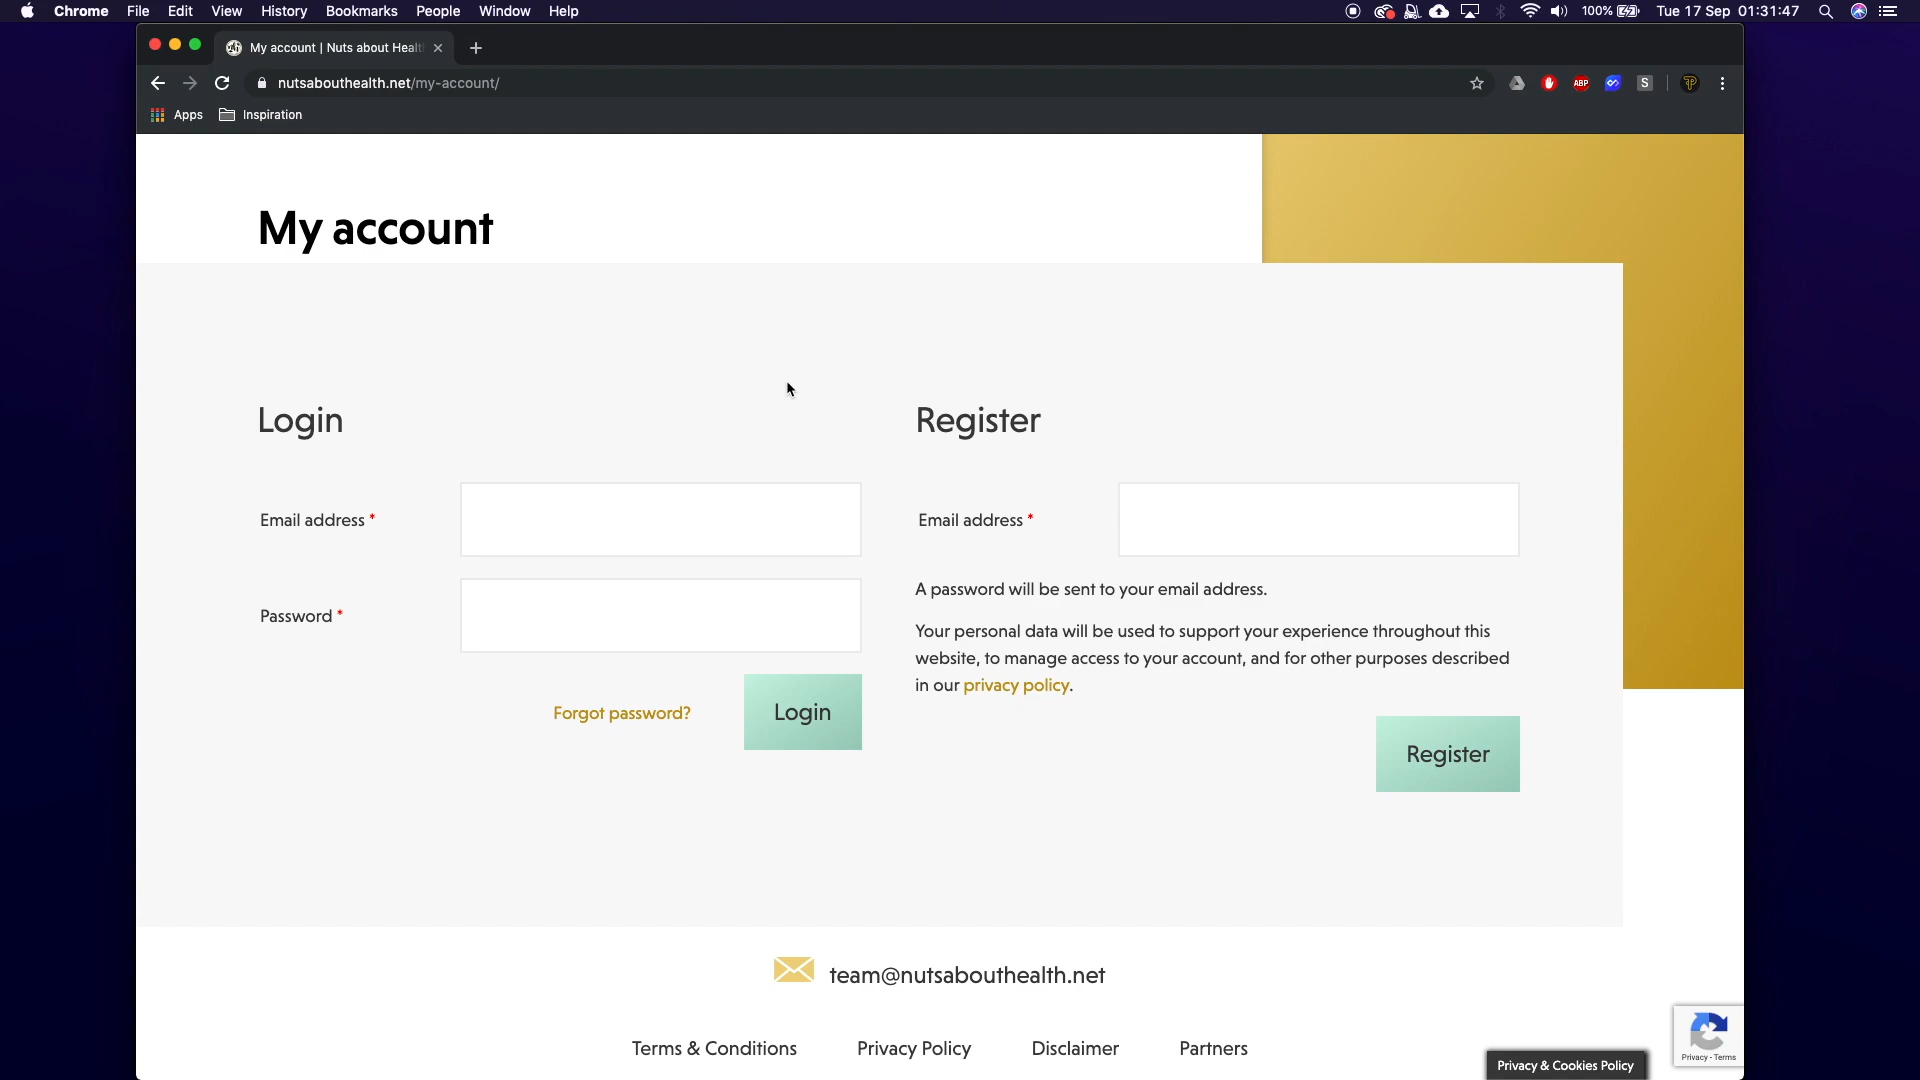 Chrome File Edit View History Bookmarks People Window Help 100% Tue 17 Sep 01:31:47
My account | Nuts about Healt
nutsabouthealth.net/my-account/
ABP S
Apps Inspiration
My account
Login
Email address *
Password *
Forgot password? Login
Register
Email address *
A password will be sent to your email address.
Your personal data will be used to support your experience throughout this
website, to manage access to your account, and for other purposes described
in our privacy policy.
Register
team@nutsabouthealth.net
Terms & Conditions Privacy Policy Disclaimer Partners
Privacy - Terms
Privacy & Cookies Policy